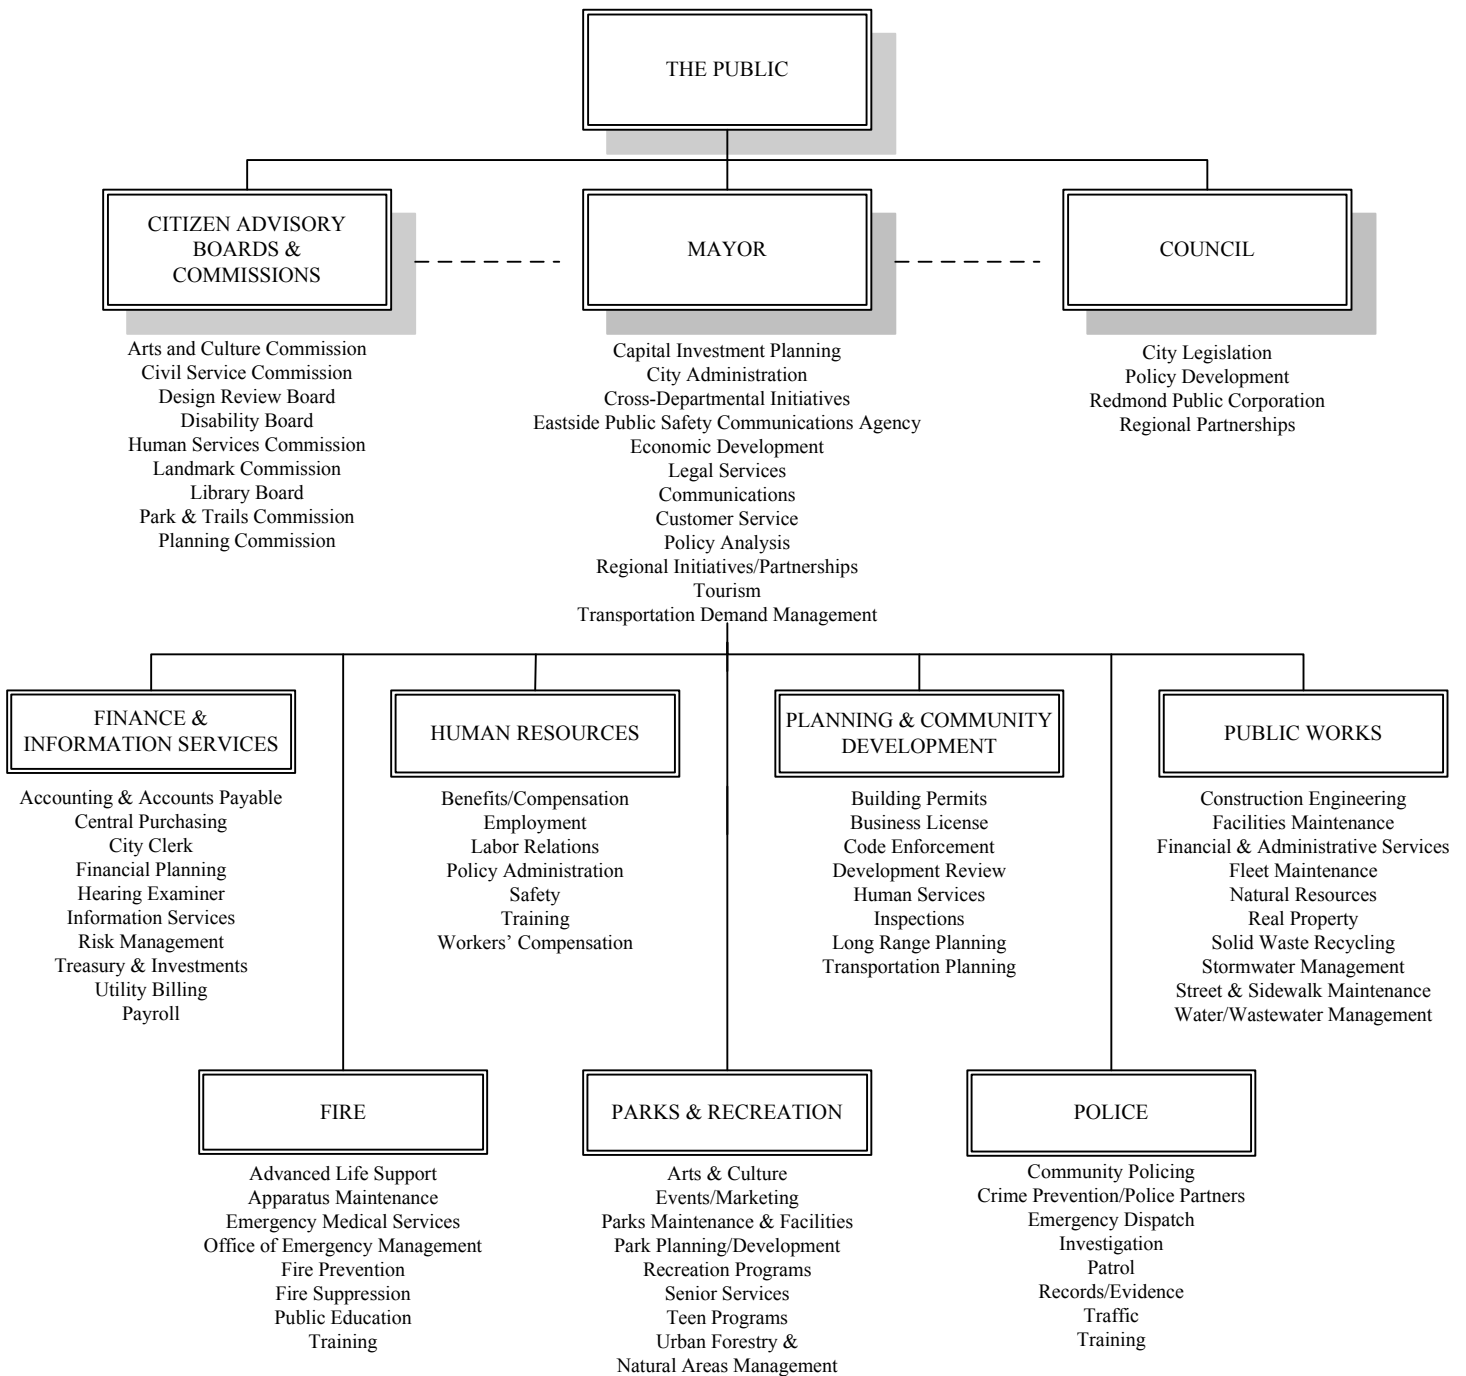 THE PUBLIC
CITIZEN ADVISORY
BOARDS &
COMMISSIONS
Arts and Culture Commission
Civil Service Commission
Design Review Board
Disability Board
Human Services Commission
Landmark Commission
Library Board
Park & Trails Commission
Planning Commission
MAYOR
Capital Investment Planning
City Administration
Cross-Departmental Initiatives
Eastside Public Safety Communications Agency
Economic Development
Legal Services
Communications
Customer Service
Policy Analysis
Regional Initiatives/Partnerships
Tourism
Transportation Demand Management
COUNCIL
City Legislation
Policy Development
Redmond Public Corporation
Regional Partnerships
FINANCE &
INFORMATION SERVICES
Accounting & Accounts Payable
Central Purchasing
City Clerk
Financial Planning
Hearing Examiner
Information Services
Risk Management
Treasury & Investments
Utility Billing
Payroll
HUMAN RESOURCES
Benefits/Compensation
Employment
Labor Relations
Policy Administration
Safety
Training
Workers’ Compensation
PLANNING & COMMUNITY
DEVELOPMENT
Building Permits
Business License
Code Enforcement
Development Review
Human Services
Inspections
Long Range Planning
Transportation Planning
PUBLIC WORKS
Construction Engineering
Facilities Maintenance
Financial & Administrative Services
Fleet Maintenance
Natural Resources
Real Property
Solid Waste Recycling
Stormwater Management
Street & Sidewalk Maintenance
Water/Wastewater Management
FIRE
Advanced Life Support
Apparatus Maintenance
Emergency Medical Services
Office of Emergency Management
Fire Prevention
Fire Suppression
Public Education
Training
PARKS & RECREATION
Arts & Culture
Events/Marketing
Parks Maintenance & Facilities
Park Planning/Development
Recreation Programs
Senior Services
Teen Programs
Urban Forestry &
Natural Areas Management
POLICE
Community Policing
Crime Prevention/Police Partners
Emergency Dispatch
Investigation
Patrol
Records/Evidence
Traffic
Training